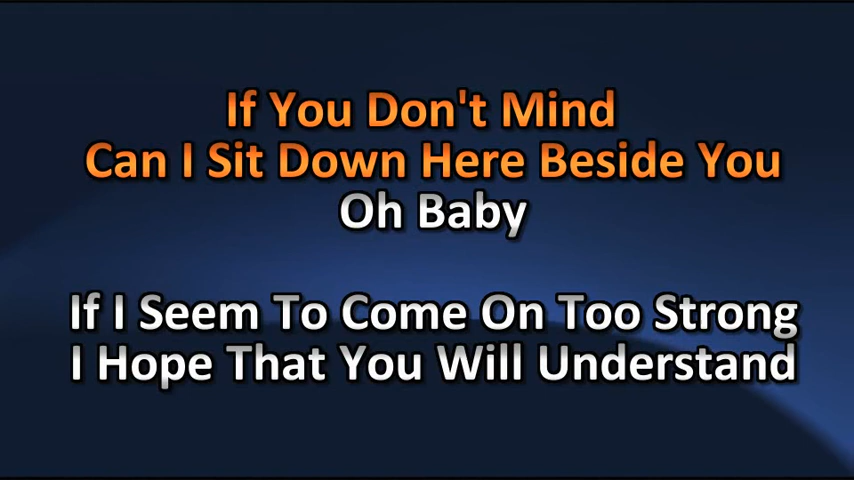 If You Don't Mind
Can I Sit Down Here Beside You
Oh Baby
If I Seem To Come On Too Strong
I Hope That You Will Understand